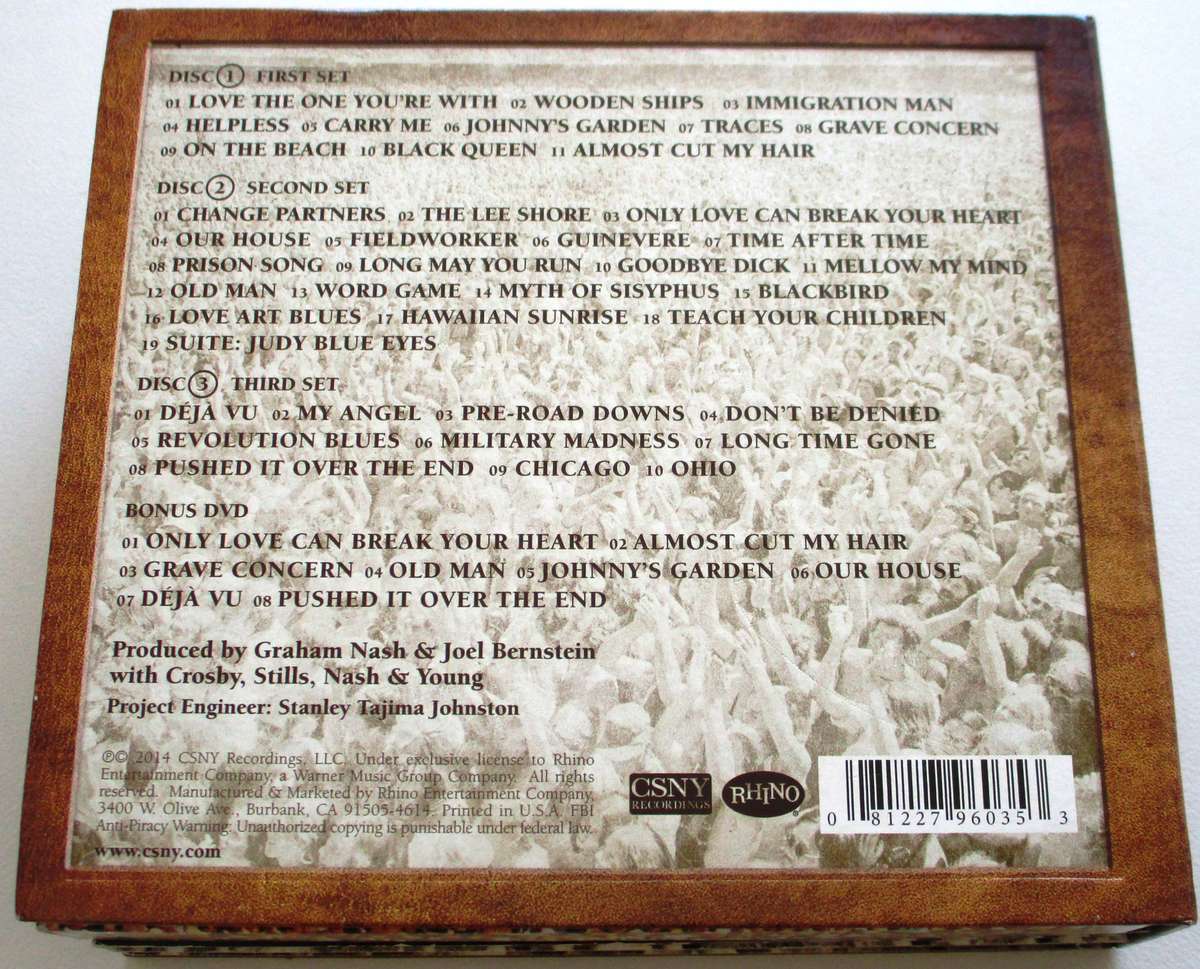 DISC 1 FIRST SET
01 LOVE THE ONE YOU'RE WITH 02 WOODEN SHIPS 03 IMMIGRATION MAN
04 HELPLESS 05 CARRY ME 06 JOHNNY'S GARDEN 07 TRACES 08 GRAVE CONCERN
09 ON THE BEACH 10 BLACK QUEEN 11 ALMOST CUT MY HAIR
DISC 2 SECOND SET
01 CHANGE PARTNERS 02 THE LEE SHORE 03 ONLY LOVE CAN BREAK YOUR HEART
04 OUR HOUSE 05 FIELDWORKER 06 GUINEVERE 07 TIME AFTER TIME
08 PRISON SONG 09 LONG MAY YOU RUN 10 GOODBYE DICK 11 MELLOW MY MIND
12 OLD MAN 13 WORD GAME 14 MYTH OF SISYPHUS 15 BLACKBIRD
16 LOVE ART BLUES 17 HAWAIIAN SUNRISE 18 TEACH YOUR CHILDREN
19 SUITE: JUDY BLUE EYES
DISC 3 THIRD SET
01 DÉJÀ VU 02 MY ANGEL 03 PRE-ROAD DOWNS 04 DON'T BE DENIED
05 REVOLUTION BLUES 06 MILITARY MADNESS 07 LONG TIME GONE
08 PUSHED IT OVER THE END 09 CHICAGO 10 OHIO
BONUS DVD
01 ONLY LOVE CAN BREAK YOUR HEART 02 ALMOST CUT MY HAIR
03 GRAVE CONCERN 04 OLD MAN 05 JOHNNY'S GARDEN 06 OUR HOUSE
07 DÉJÀ VU 08 PUSHED IT OVER THE END
Produced by Graham Nash & Joel Bernstein
with Crosby, Stills, Nash & Young
Project Engineer: Stanley Tajima Johnston
℗© 2014 CSNY Recordings, LLC. Under exclusive license to Rhino
Entertainment Company, a Warner Music Group Company. All rights
reserved. Manufactured & Marketed by Rhino Entertainment Company,
3400 W. Olive Ave., Burbank, CA 91505-4614. Printed in U.S.A. FBI
Anti-Piracy Warning: Unauthorized copying is punishable under federal law.
www.csny.com
CSNY
RECORDINGS
RHINO
0 81227 96035 3